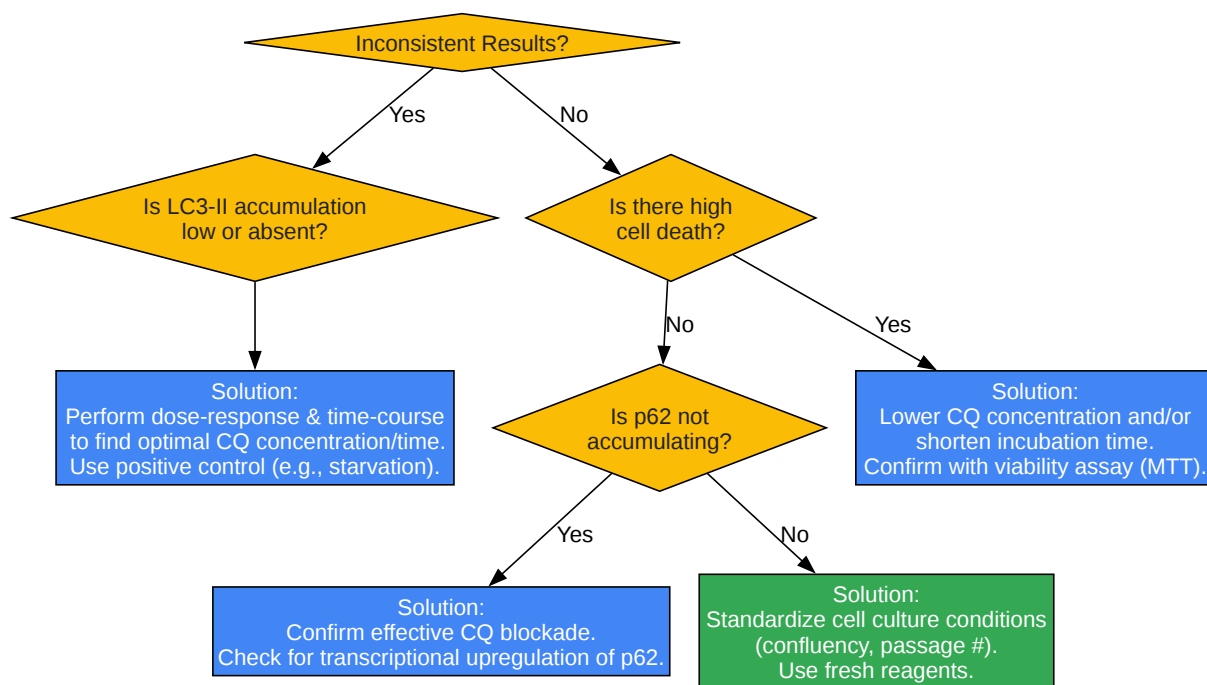 Inconsistent Results?
Yes
No
Is LC3-II accumulation
low or absent?
Is there high
cell death?
No
Yes
Solution:
Perform dose-response & time-course
to find optimal CQ concentration/time.
Use positive control (e.g., starvation).
Is p62 not
accumulating?
Solution:
Lower CQ concentration and/or
shorten incubation time.
Confirm with viability assay (MTT).
Yes
No
Solution:
Confirm effective CQ blockade.
Check for transcriptional upregulation of p62.
Solution:
Standardize cell culture conditions
(confluency, passage #).
Use fresh reagents.